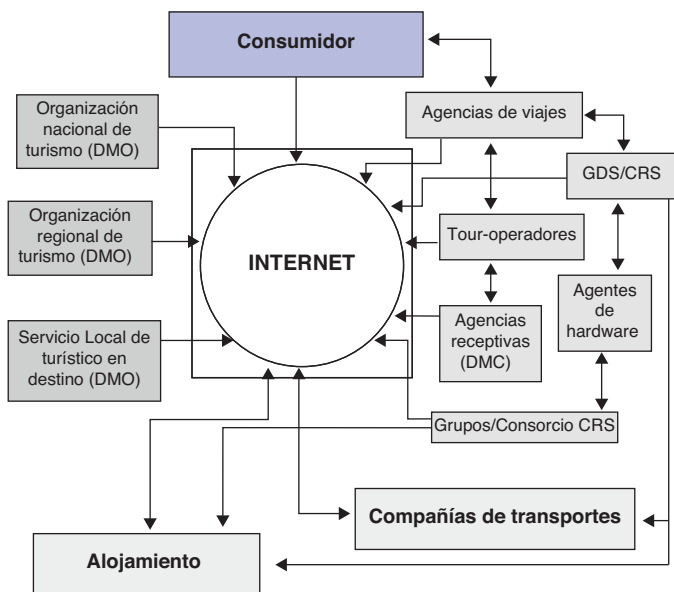 Consumidor
Organización
nacional de
turismo (DMO)
Agencias de viajes
GDS/CRS
Organización
regional de
turismo (DMO)
INTERNET
Tour-operadores
Agentes
de
hardware
Servicio Local de
turístico en
destino (DMO)
Agencias
receptivas
(DMC)
Grupos/Consorcio CRS
Compañías de transportes
Alojamiento